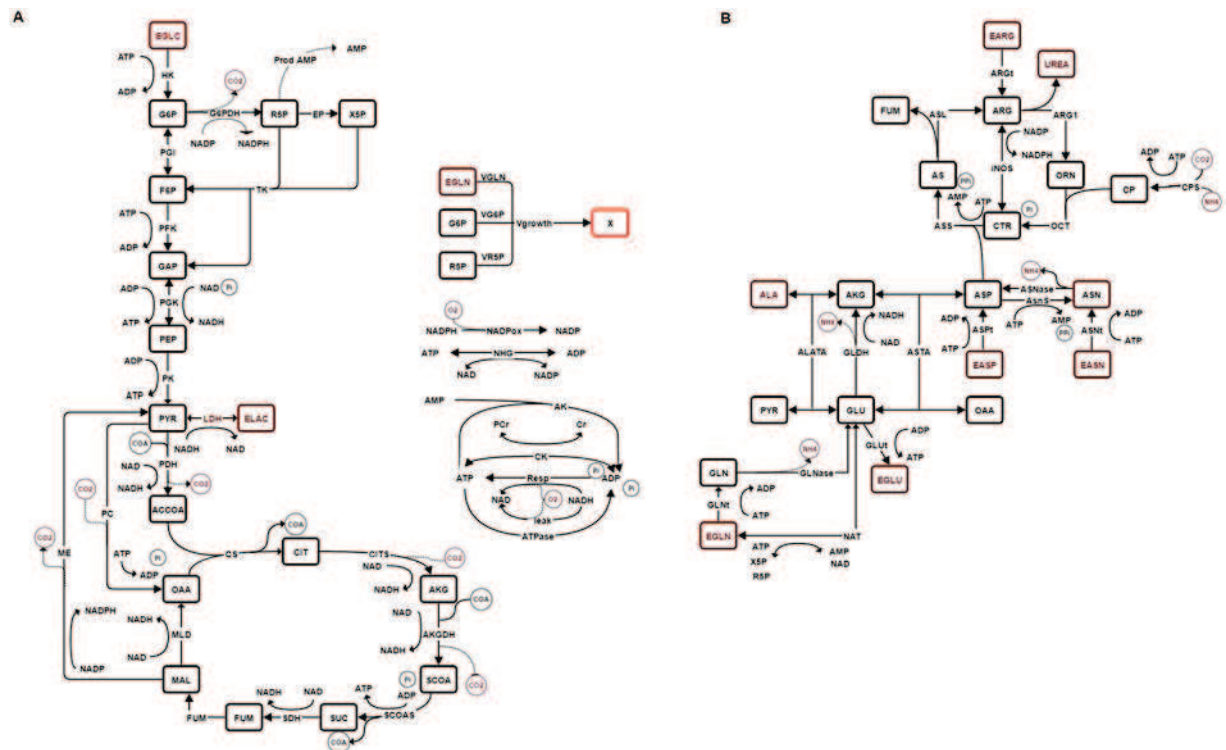 A
B
EGLC
ATP
HK
ADP
CO2
Prod AMP
AMP
G6P
G6PDH
R5P
EP
X5P
NADP
NADPH
PGI
F6P
TK
ATP
PFK
ADP
GAP
ADP
PGK
NAD
Pi
ATP
NADH
PEP
ADP
PK
ATP
PYR
LDH
ELAC
COA
NADH
NAD
PDH
NAD
NADH
CO2
CO2
ACCOA
PC
ME
CO2
ATP
Pi
ADP
CS
COA
CIT
CITS
CO2
OAA
NAD
NADH
AKG
COA
NAD
AKGDH
NADH
NADPH
NADH
MLD
NAD
NADP
MAL
CO2
SCOA
Pi
ATP
ADP
SCOAS
NADH
NAD
FUM
FUM
SDH
SUC
COA
EGLN
VGLN
G6P
VG6P
Vgrowth
X
R5P
VR5P
O2
NADPH
NADPox
NADP
ATP
NHG
ADP
NAD
NADP
AMP
AK
PCr
Cr
CK
ATP
Resp
Pi
ADP
Pi
NAD
O2
NADH
leak
ATPase
EARG
ARGt
UREA
FUM
ASL
ARG
ARG1
NADP
NADPH
INOS
AS
PPi
AMP
ATP
ASS
CTR
Pi
OCT
ORN
CP
ADP
ATP
CO2
CPS
NH4
ALA
AKG
ASP
NH4
ASNase
AsnS
ASN
NADH
NAD
NH4
ALATA
GLDH
ASTA
ADP
ASPt
ATP
ATP
AMP
PPi
ASNt
ADP
ATP
EASP
EASN
PYR
GLU
OAA
GLUt
ADP
ATP
EGLU
NH4
GLN
GLNase
GLNt
ADP
ATP
EGLN
NAT
ATP
AMP
X5P
NAD
R5P